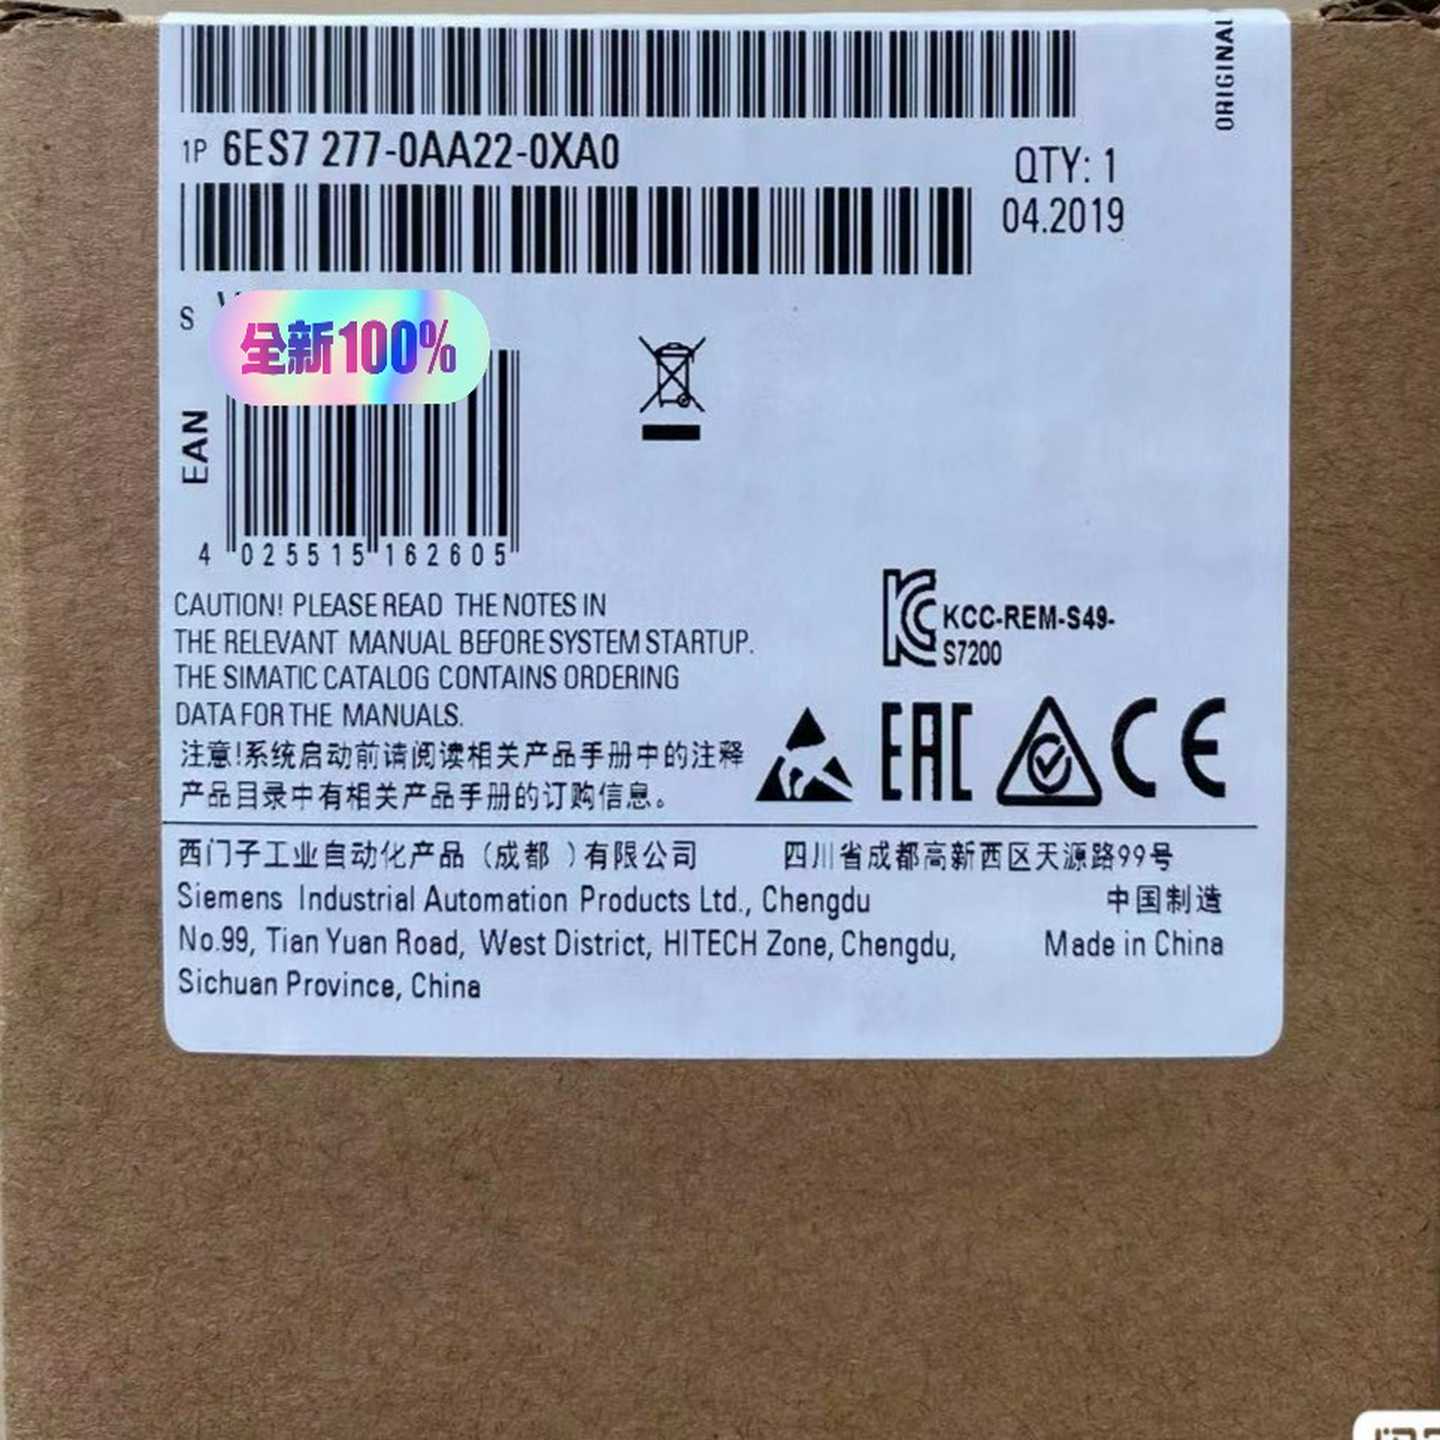 ORIGINAL
1P 6ES7 277-0AA22-0XA0
QTY: 1
04.2019
S
全新100%
EAN
4 025515 162605
CAUTION! PLEASE READ THE NOTES IN
THE RELEVANT MANUAL BEFORE SYSTEM STARTUP.
THE SIMATIC CATALOG CONTAINS ORDERING
DATA FOR THE MANUALS.
注意!系统启动前请阅读相关产品手册中的注释
产品目录中有相关产品手册的订购信息。
KCC-REM-S49-
S7200
EAC CE
西门子工业自动化产品（成都）有限公司 四川省成都高新西区天源路99号
Siemens Industrial Automation Products Ltd., Chengdu 中国制造
No.99, Tian Yuan Road, West District, HITECH Zone, Chengdu, Made in China
Sichuan Province, China